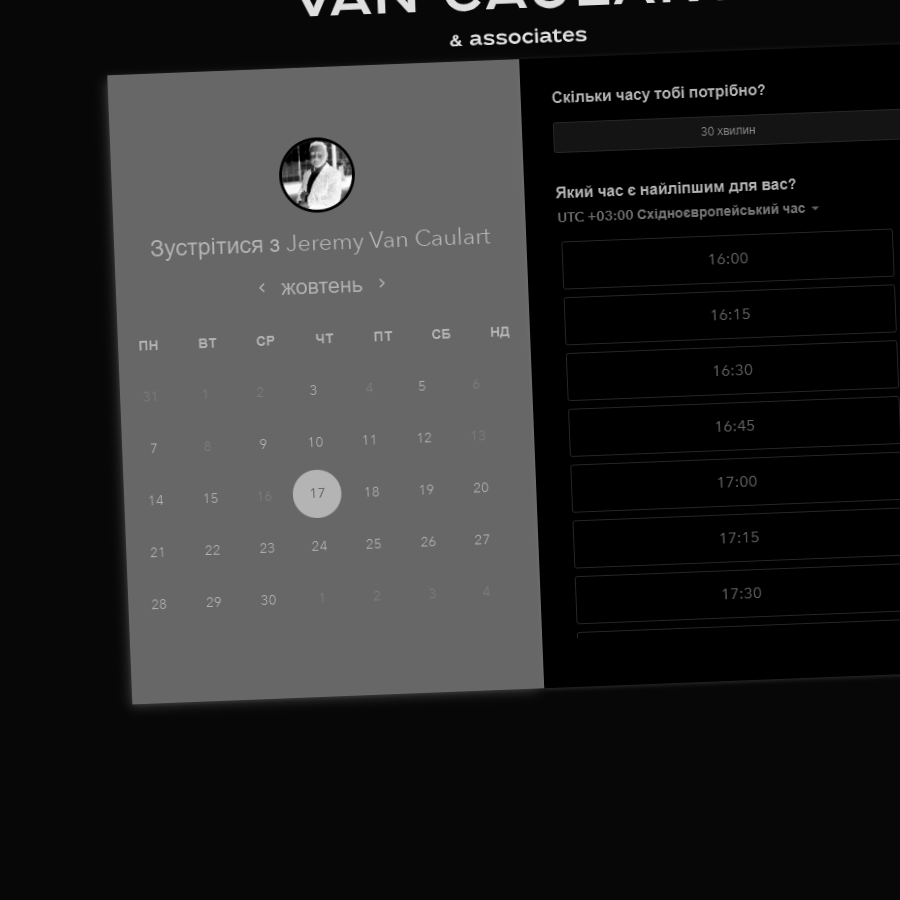 & associates
Зустрітися з Jeremy Van Caulart
жовтень
ПН ВТ СР ЧТ ПТ СБ НД
31 1 2 3 4 5 6
7 8 9 10 11 12 13
14 15 16 17 18 19 20
21 22 23 24 25 26 27
28 29 30 1 2 3 4
Скільки часу тобі потрібно?
30 хвилин
Який час є найліпшим для вас?
UTC +03:00 Східноєвропейський час
16:00
16:15
16:30
16:45
17:00
17:15
17:30